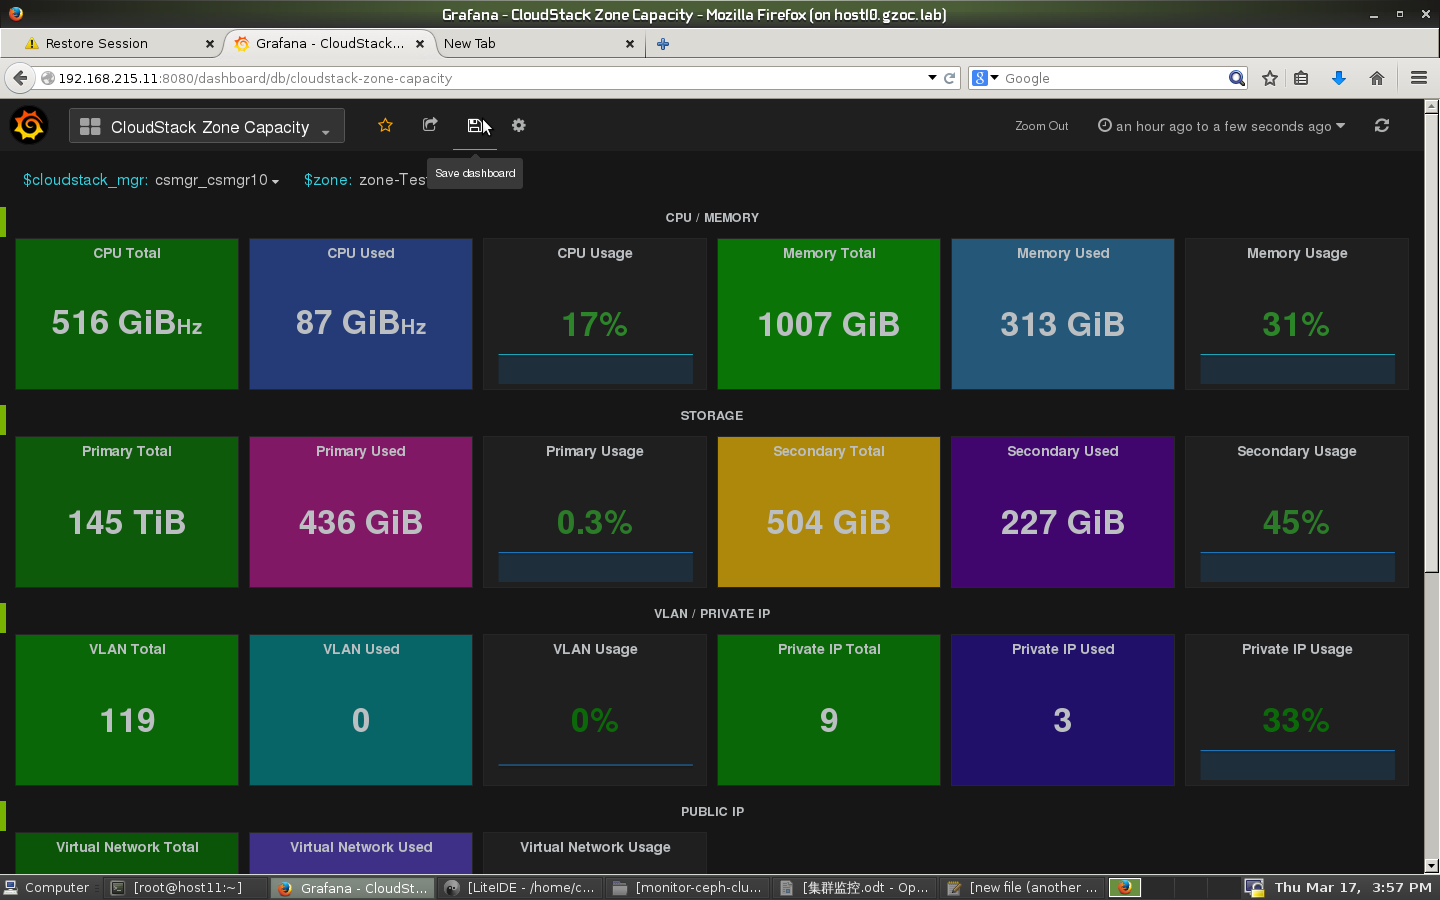 Grafana - CloudStack Zone Capacity - Mozilla Firefox (on host10.gzoc.lab)
Restore Session
Grafana - CloudStack...
New Tab
192.168.215.11:8080/dashboard/db/cloudstack-zone-capacity
8
Google
CloudStack Zone Capacity
Zoom Out
an hour ago to a few seconds ago
$cloudstack_mgr: csmgr_csmgr10
$zone: zone-Tes
Save dashboard
CPU / MEMORY
CPU Total
CPU Used
CPU Usage
Memory Total
Memory Used
Memory Usage
516 GiBHz
87 GiBHz
17%
1007 GiB
313 GiB
31%
STORAGE
Primary Total
Primary Used
Primary Usage
Secondary Total
Secondary Used
Secondary Usage
145 TiB
436 GiB
0.3%
504 GiB
227 GiB
45%
VLAN / PRIVATE IP
VLAN Total
VLAN Used
VLAN Usage
Private IP Total
Private IP Used
Private IP Usage
119
0
0%
9
3
33%
PUBLIC IP
Virtual Network Total
Virtual Network Used
Virtual Network Usage
Computer
[root@host11:~]
Grafana - CloudSt...
[LiteIDE - /home/c...
[monitor-ceph-clu...
[集群监控.odt - Op...
[new file (another ...
Thu Mar 17, 3:57 PM